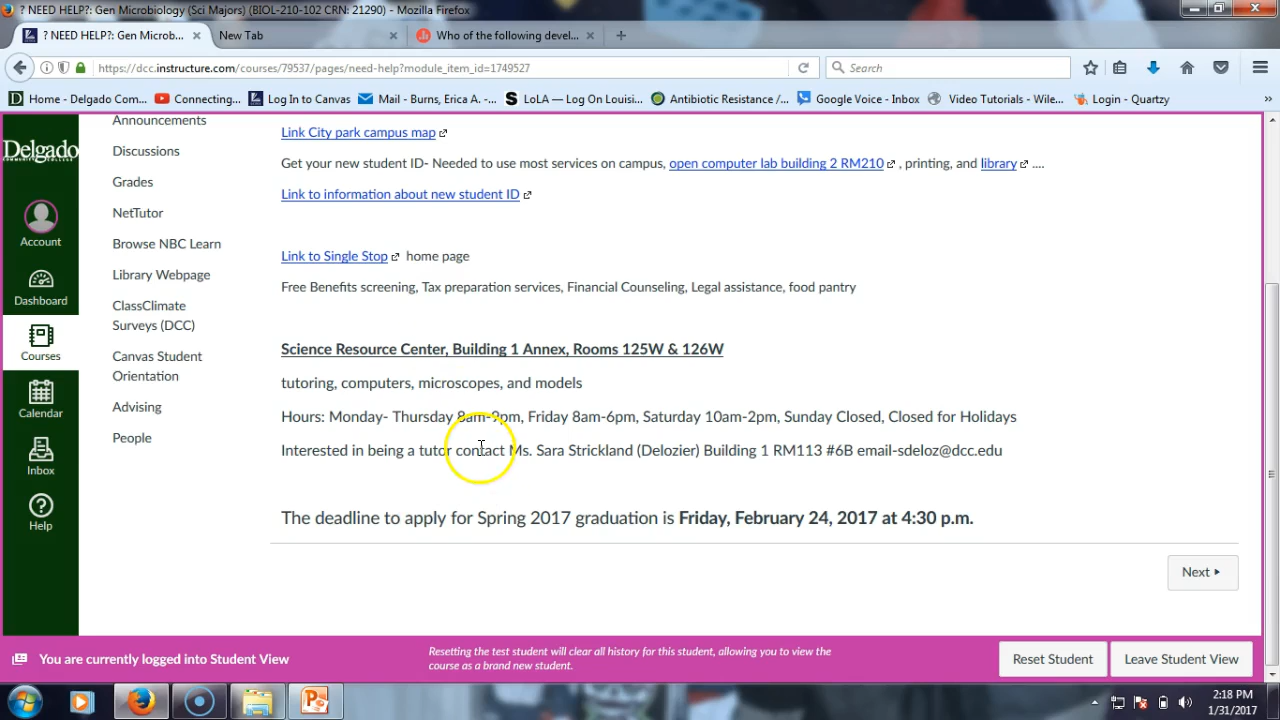 ? NEED HELP?: Gen Microbiology (Sci Majors) (BIOL-210-102 CRN: 21290) - Mozilla Firefox
? NEED HELP?: Gen Microb...
New Tab
Who of the following devel...
https://dcc.instructure.com/courses/79537/pages/need-help?module_item_id=1749527
Search
Home - Delgado Com...
Connecting...
Log In to Canvas
Mail - Burns, Erica A. -...
LoLA — Log On Louisi...
Antibiotic Resistance /...
Google Voice - Inbox
Video Tutorials - Wile...
Login - Quartzy
Delgado
COMMUNITY COLLEGE
Account
Dashboard
Courses
Calendar
Inbox
Help
Announcements
Discussions
Grades
NetTutor
Browse NBC Learn
Library Webpage
ClassClimate
Surveys (DCC)
Canvas Student
Orientation
Advising
People
Link City park campus map
Get your new student ID- Needed to use most services on campus, open computer lab building 2 RM210 , printing, and library ....
Link to information about new student ID
Link to Single Stop home page
Free Benefits screening, Tax preparation services, Financial Counseling, Legal assistance, food pantry
Science Resource Center, Building 1 Annex, Rooms 125W & 126W
tutoring, computers, microscopes, and models
Hours: Monday- Thursday 8am-9pm, Friday 8am-6pm, Saturday 10am-2pm, Sunday Closed, Closed for Holidays
Interested in being a tutor contact Ms. Sara Strickland (Delozier) Building 1 RM113 #6B email-sdeloz@dcc.edu
The deadline to apply for Spring 2017 graduation is Friday, February 24, 2017 at 4:30 p.m.
Next
You are currently logged into Student View
Resetting the test student will clear all history for this student, allowing you to view the
course as a brand new student.
Reset Student
Leave Student View
2:18 PM
1/31/2017